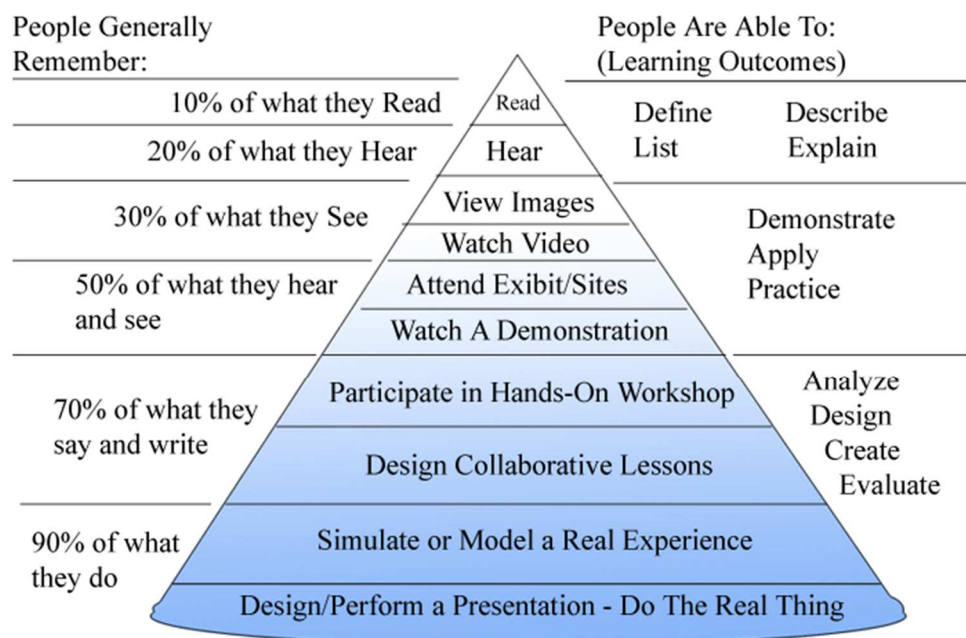 People Generally
Remember:
10% of what they Read
20% of what they Hear
30% of what they See
50% of what they hear
and see
70% of what they
say and write
90% of what
they do
Read
Hear
View Images
Watch Video
Attend Exibit/Sites
Watch A Demonstration
Participate in Hands-On Workshop
Design Collaborative Lessons
Simulate or Model a Real Experience
Design/Perform a Presentation - Do The Real Thing
People Are Able To:
(Learning Outcomes)
Define Describe
List Explain
Demonstrate
Apply
Practice
Analyze
Design
Create
Evaluate